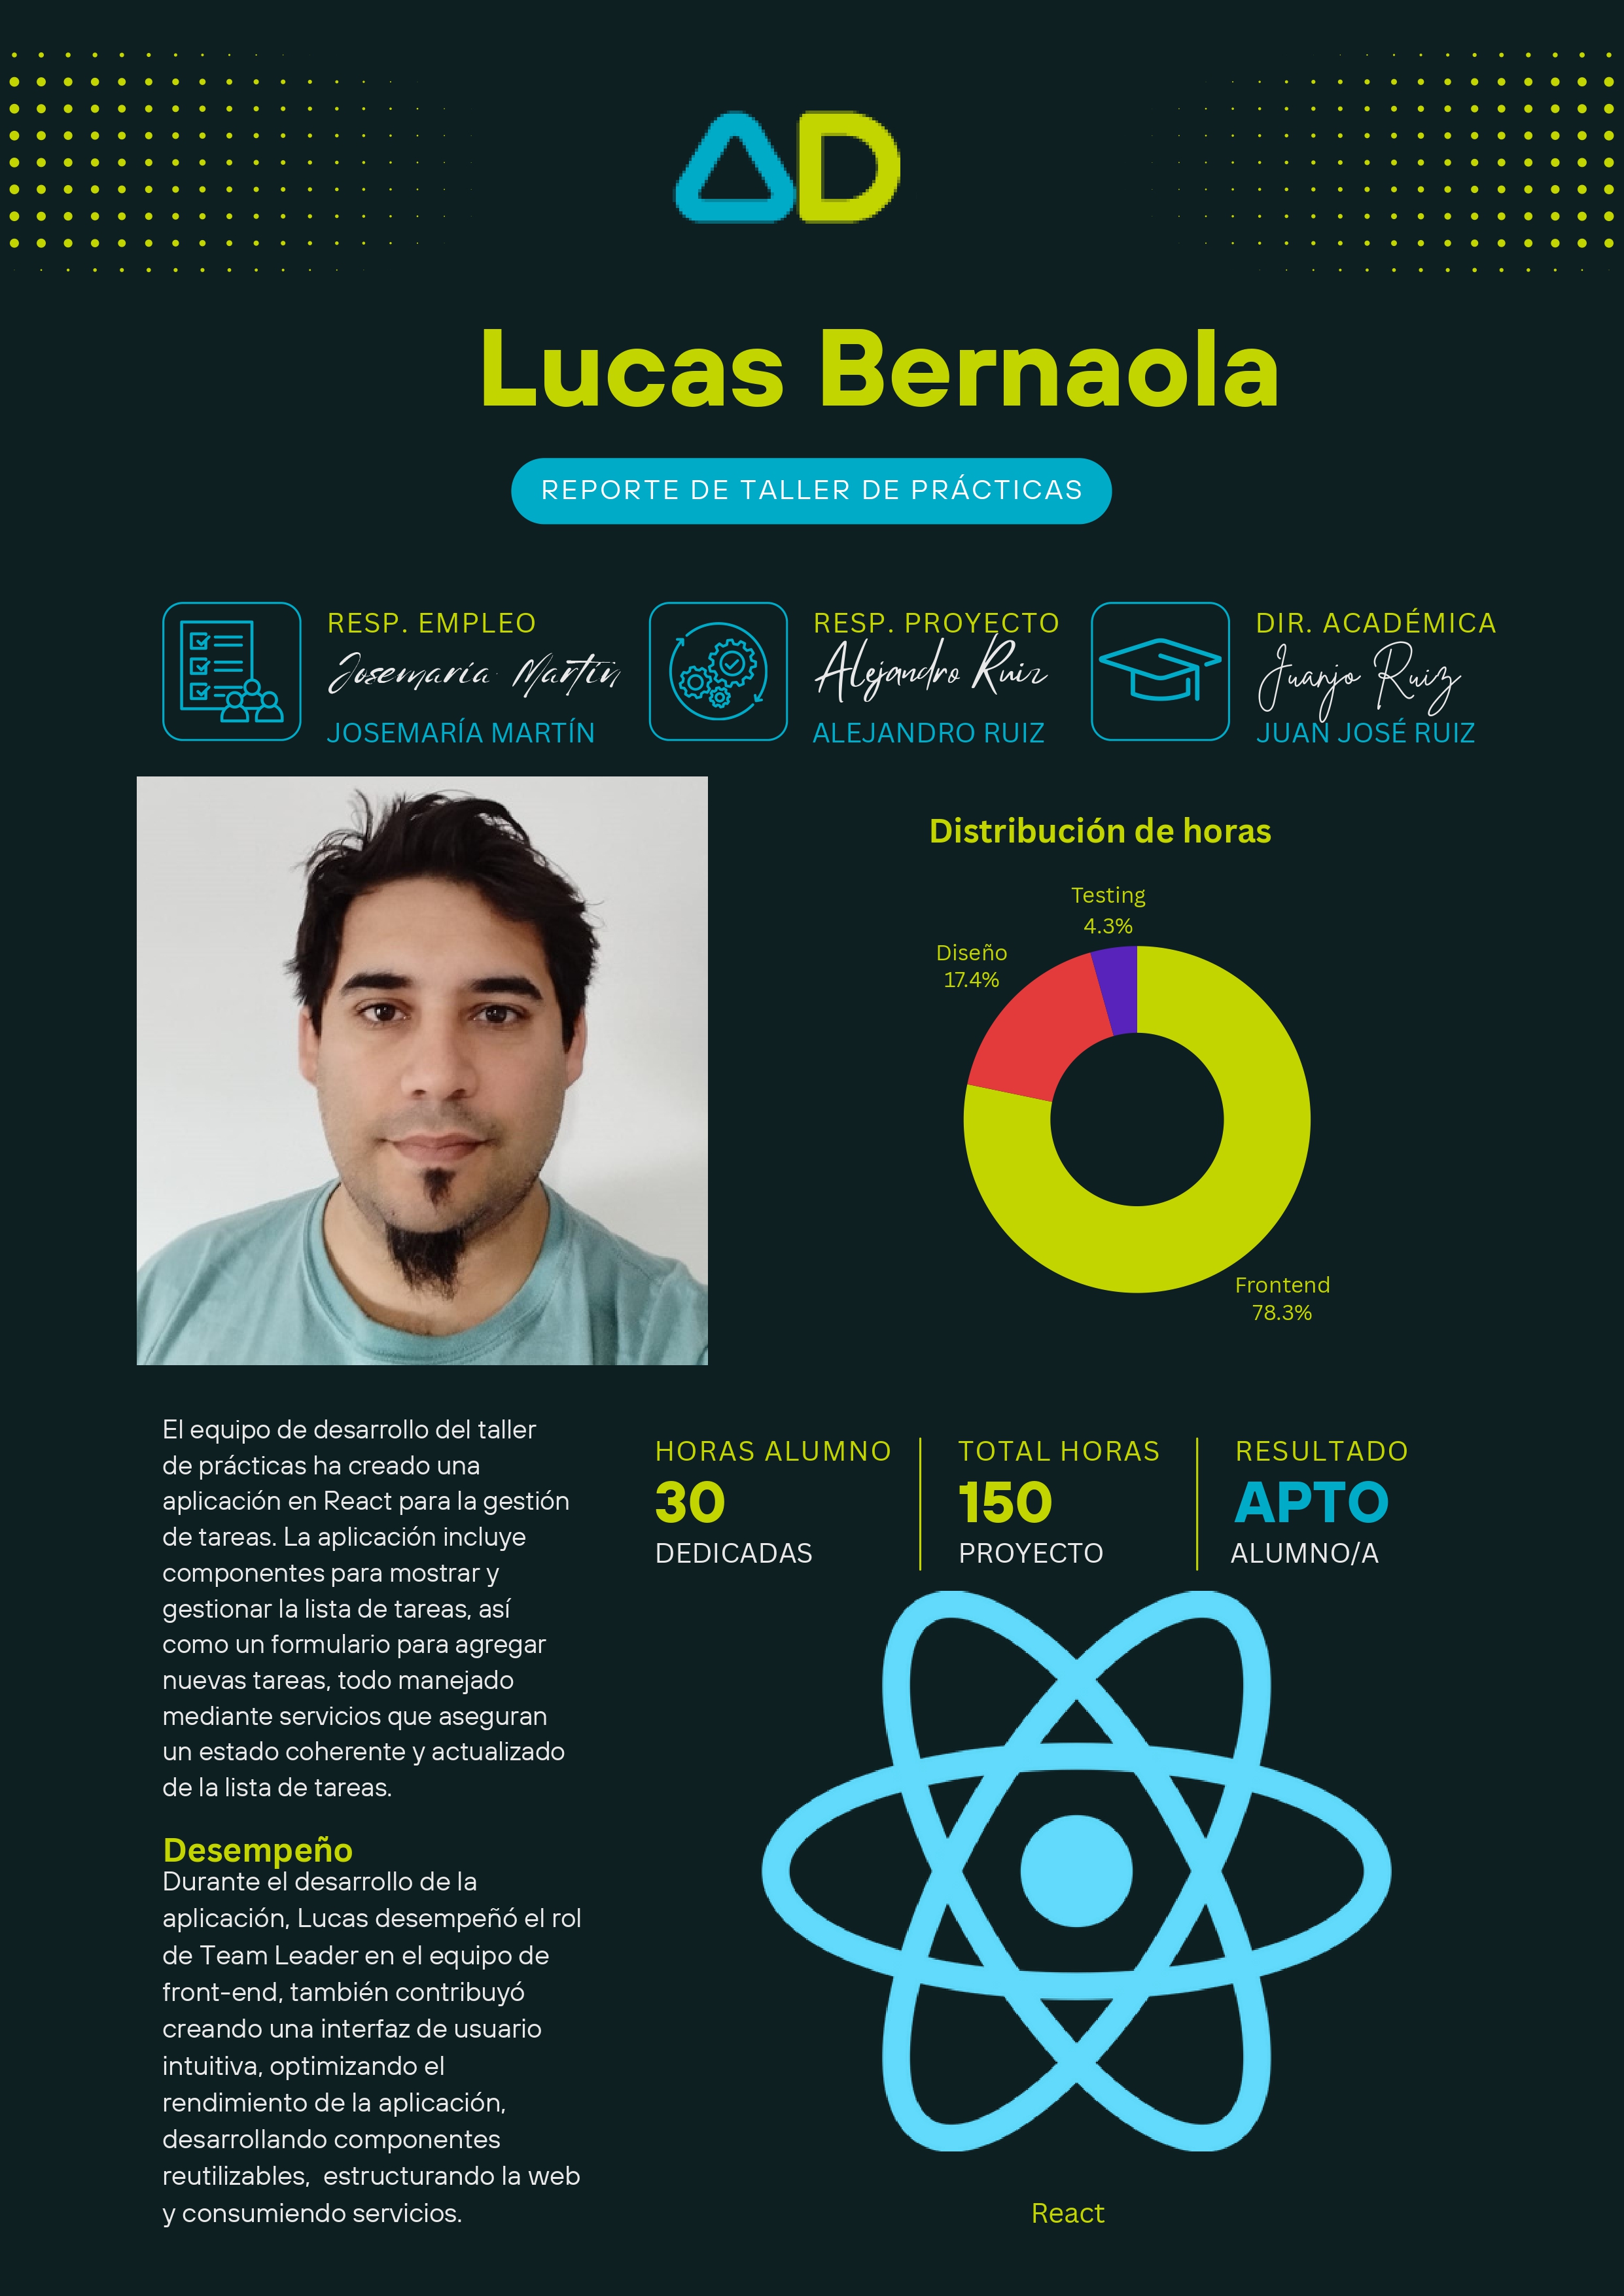 AD
Lucas Bernaola
REPORTE DE TALLER DE PRÁCTICAS
RESP. EMPLEO
Josemaría Martín
JOSEMARÍA MARTÍN
RESP. PROYECTO
Alejandro Ruiz
ALEJANDRO RUIZ
DIR. ACADÉMICA
Juanjo Ruiz
JUAN JOSÉ RUIZ
Distribución de horas
Testing
4.3%
Diseño
17.4%
Frontend
78.3%
El equipo de desarrollo del taller
de prácticas ha creado una
aplicación en React para la gestión
de tareas. La aplicación incluye
componentes para mostrar y
gestionar la lista de tareas, así
como un formulario para agregar
nuevas tareas, todo manejado
mediante servicios que aseguran
un estado coherente y actualizado
de la lista de tareas.
Desempeño
Durante el desarrollo de la
aplicación, Lucas desempeñó el rol
de Team Leader en el equipo de
front-end, también contribuyó
creando una interfaz de usuario
intuitiva, optimizando el
rendimiento de la aplicación,
desarrollando componentes
reutilizables,  estructurando la web
y consumiendo servicios.
HORAS ALUMNO
30
DEDICADAS
TOTAL HORAS
150
PROYECTO
RESULTADO
APTO
ALUMNO/A
React